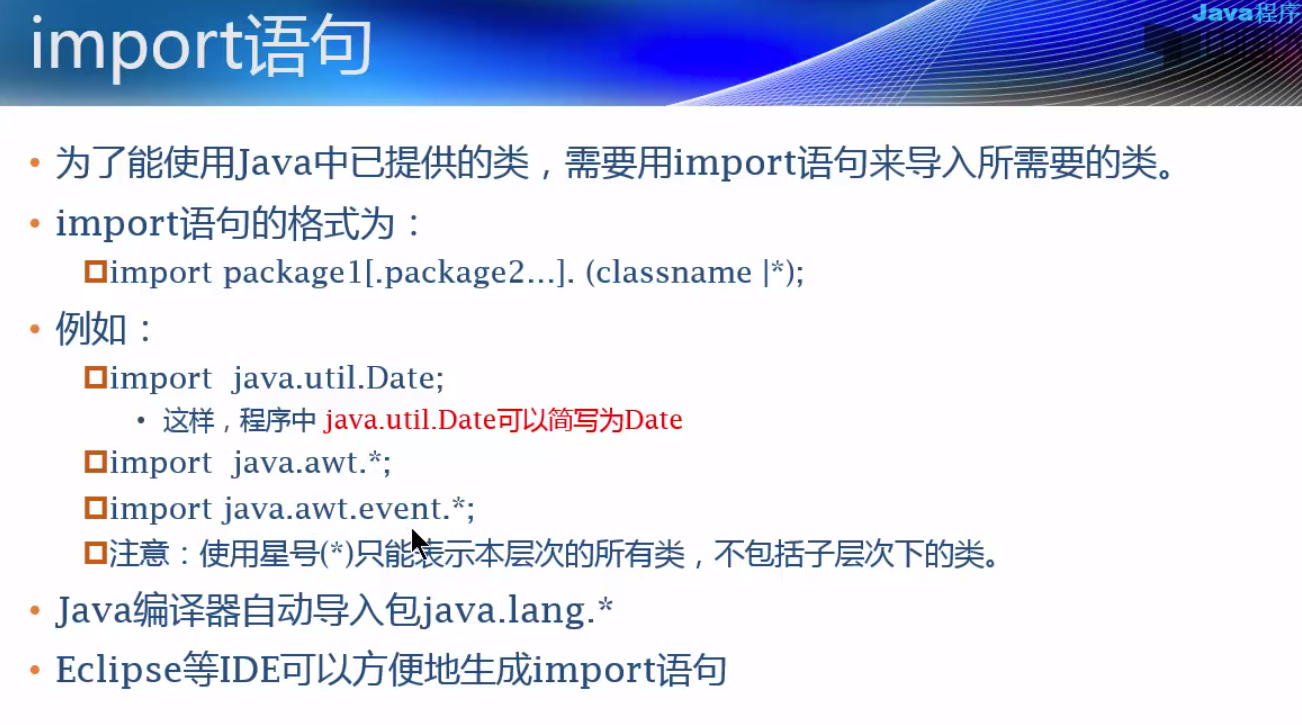 Java程序
import语句
• 为了能使用Java中已提供的类，需要用import语句来导入所需要的类。
• import语句的格式为：
import package1[.package2…]. (classname |*);
• 例如：
import java.util.Date;
• 这样，程序中 java.util.Date可以简写为Date
import java.awt.*;
import java.awt.event.*;
注意：使用星号(*)只能表示本层次的所有类，不包括子层次下的类。
• Java编译器自动导入包java.lang.*
• Eclipse等IDE可以方便地生成import语句